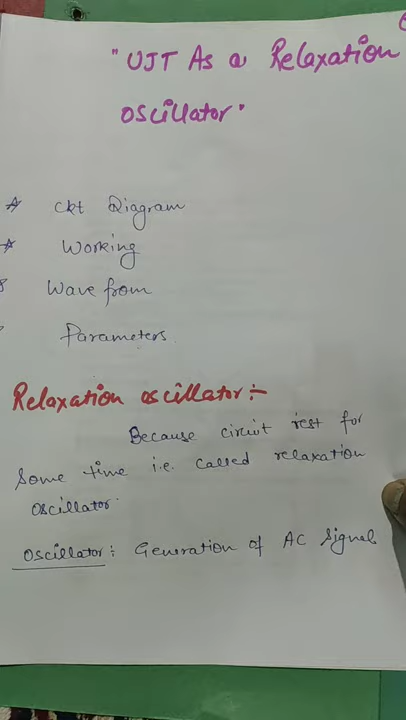 "UJT As a Relaxation
Oscillator"
* Ckt Diagram
* Working
Wave from
Parameters.
Relaxation oscillator:-
Because ciruit rest for
Some time i.e. called relaxation
oscillator.
Oscillator: Generation of AC Signal